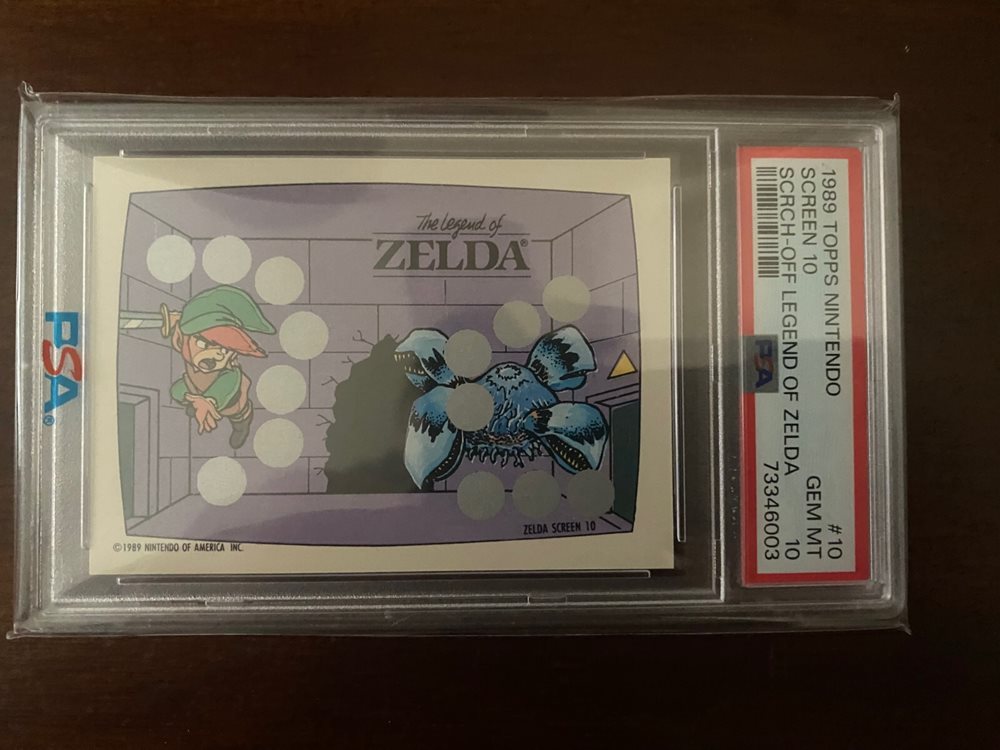 The Legend of
ZELDA®
ZELDA SCREEN 10
©1989 NINTENDO OF AMERICA INC.
PSA®
1989 TOPPS NINTENDO #10
SCREEN 10 GEM MT
SCRCH-OFF LEGEND OF ZELDA 10
73346003
PSA